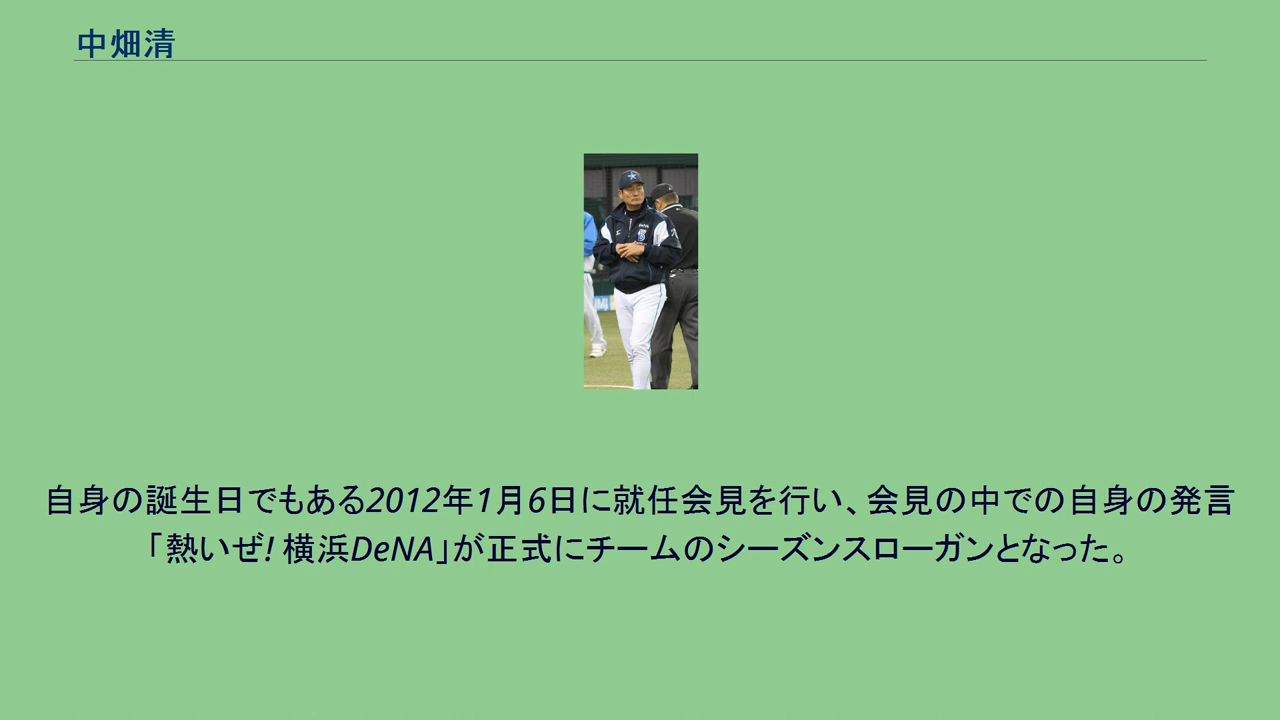 中畑清
自身の誕生日でもある2012年1月6日に就任会見を行い、会見の中での自身の発言
「熱いぜ! 横浜DeNA」が正式にチームのシーズンスローガンとなった。